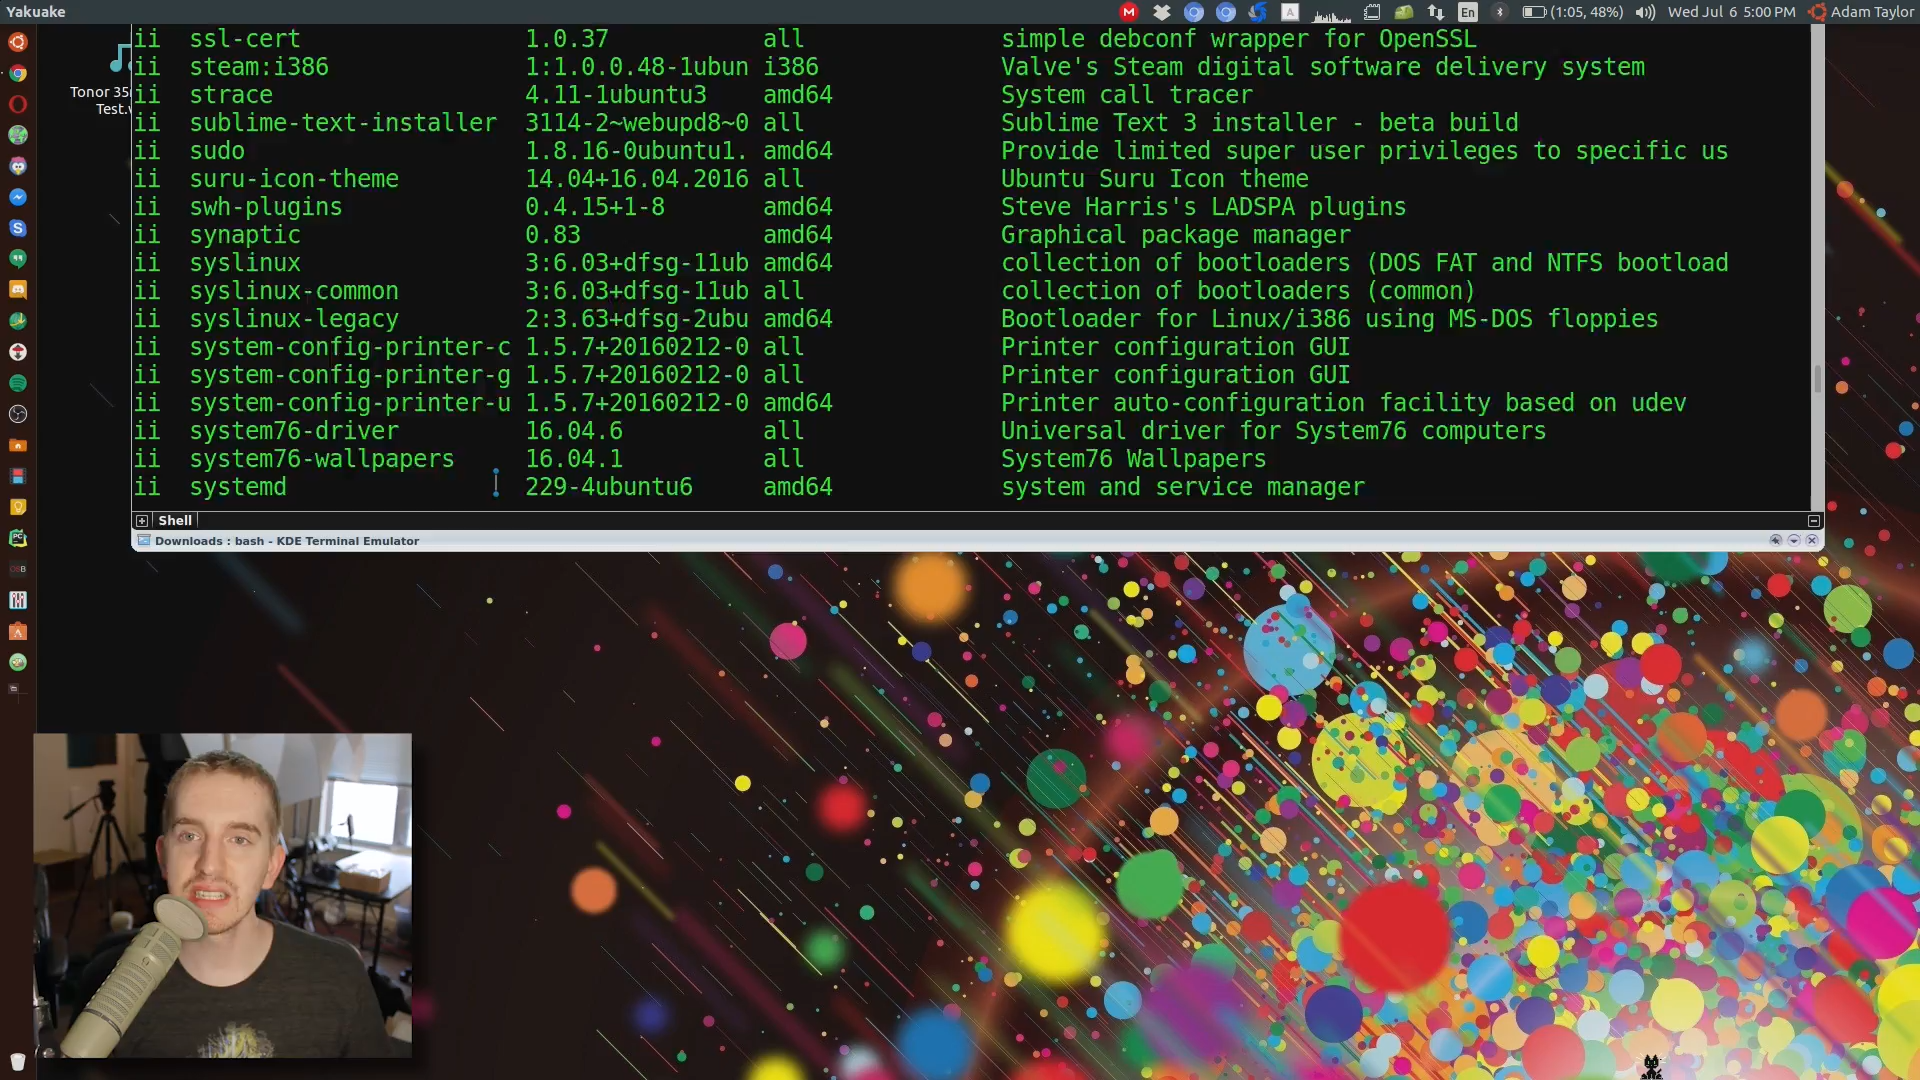 Yakuake
En
(1:05, 48%)
Wed Jul 6 5:00 PM
Adam Taylor
Tonor 35
Test.
ii ssl-cert 1.0.37 all simple debconf wrapper for OpenSSL
ii steam:i386 1:1.0.0.48-1ubun i386 Valve's Steam digital software delivery system
ii strace 4.11-1ubuntu3 amd64 System call tracer
ii sublime-text-installer 3114-2~webupd8~0 all Sublime Text 3 installer - beta build
ii sudo 1.8.16-0ubuntu1. amd64 Provide limited super user privileges to specific us
ii suru-icon-theme 14.04+16.04.2016 all Ubuntu Suru Icon theme
ii swh-plugins 0.4.15+1-8 amd64 Steve Harris's LADSPA plugins
ii synaptic 0.83 amd64 Graphical package manager
ii syslinux 3:6.03+dfsg-11ub amd64 collection of bootloaders (DOS FAT and NTFS bootload
ii syslinux-common 3:6.03+dfsg-11ub all collection of bootloaders (common)
ii syslinux-legacy 2:3.63+dfsg-2ubu amd64 Bootloader for Linux/i386 using MS-DOS floppies
ii system-config-printer-c 1.5.7+20160212-0 all Printer configuration GUI
ii system-config-printer-g 1.5.7+20160212-0 all Printer configuration GUI
ii system-config-printer-u 1.5.7+20160212-0 amd64 Printer auto-configuration facility based on udev
ii system76-driver 16.04.6 all Universal driver for System76 computers
ii system76-wallpapers 16.04.1 all System76 Wallpapers
ii systemd 229-4ubuntu6 amd64 system and service manager
Shell
Downloads : bash - KDE Terminal Emulator